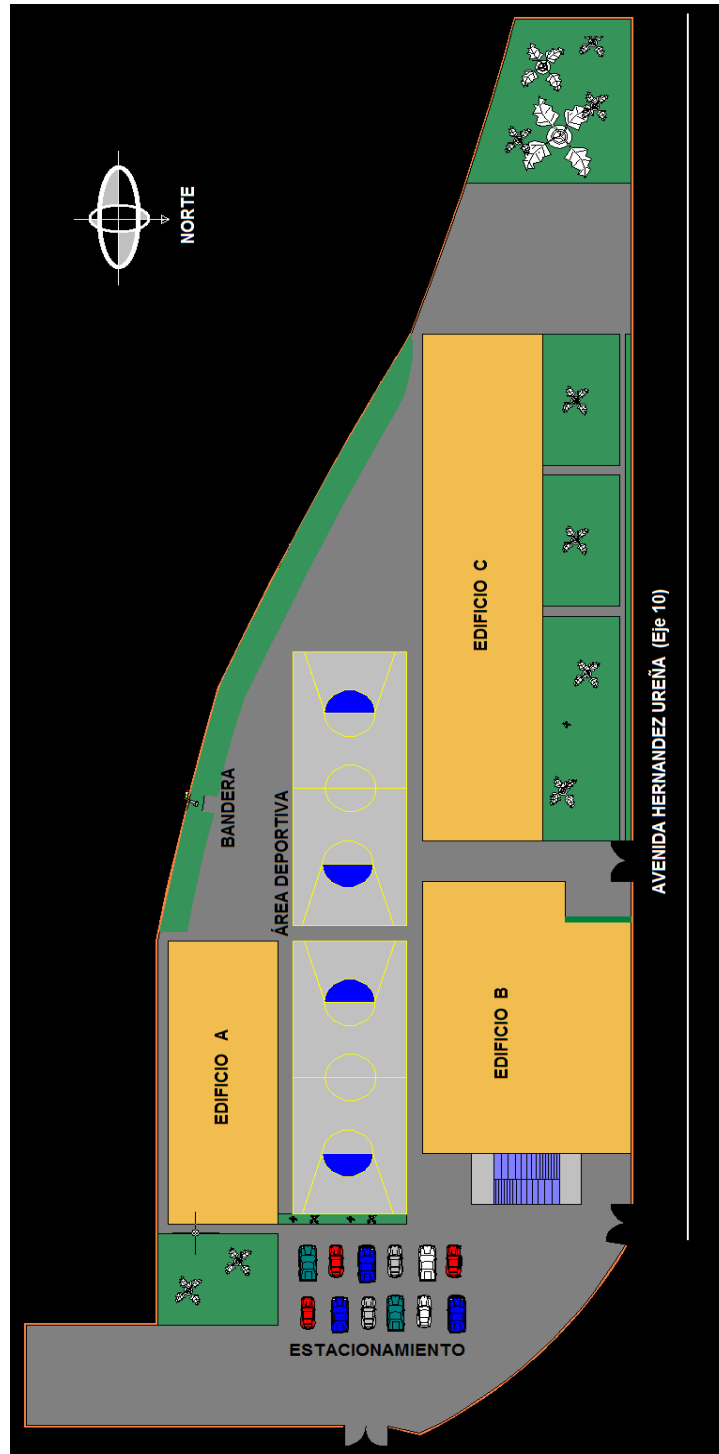 NORTE
EDIFICIO  C
AVENIDA HERNANDEZ UREÑA  (Eje 10)
BANDERA
ÁREA DEPORTIVA
EDIFICIO  A
EDIFICIO  B
ESTACIONAMIENTO